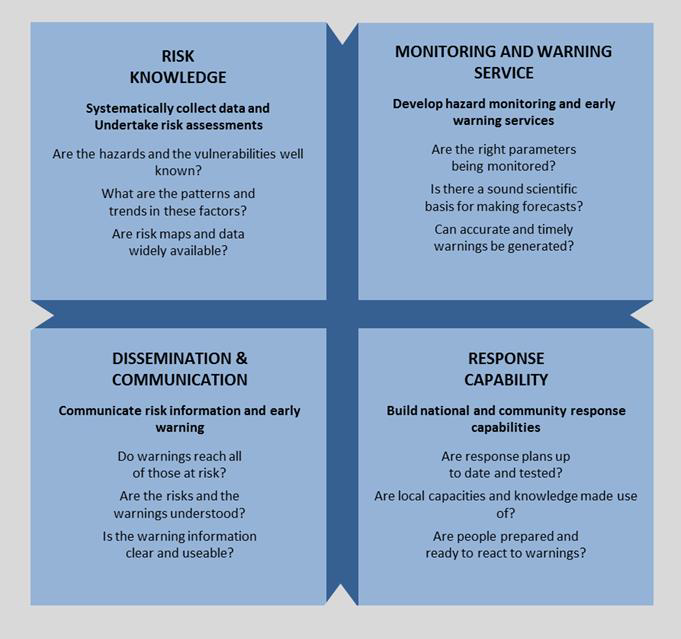 RISK
KNOWLEDGE
Systematically collect data and
Undertake risk assessments
Are the hazards and the vulnerabilities well
known?
What are the patterns and
trends in these factors?
Are risk maps and data
widely available?
MONITORING AND WARNING
SERVICE
Develop hazard monitoring and early
warning services
Are the right parameters
being monitored?
Is there a sound scientific
basis for making forecasts?
Can accurate and timely
warnings be generated?
DISSEMINATION &
COMMUNICATION
Communicate risk information and early
warning
Do warnings reach all
of those at risk?
Are the risks and the
warnings understood?
Is the warning information
clear and useable?
RESPONSE
CAPABILITY
Build national and community response
capabilities
Are response plans up
to date and tested?
Are local capacities and knowledge made use
of?
Are people prepared and
ready to react to warnings?